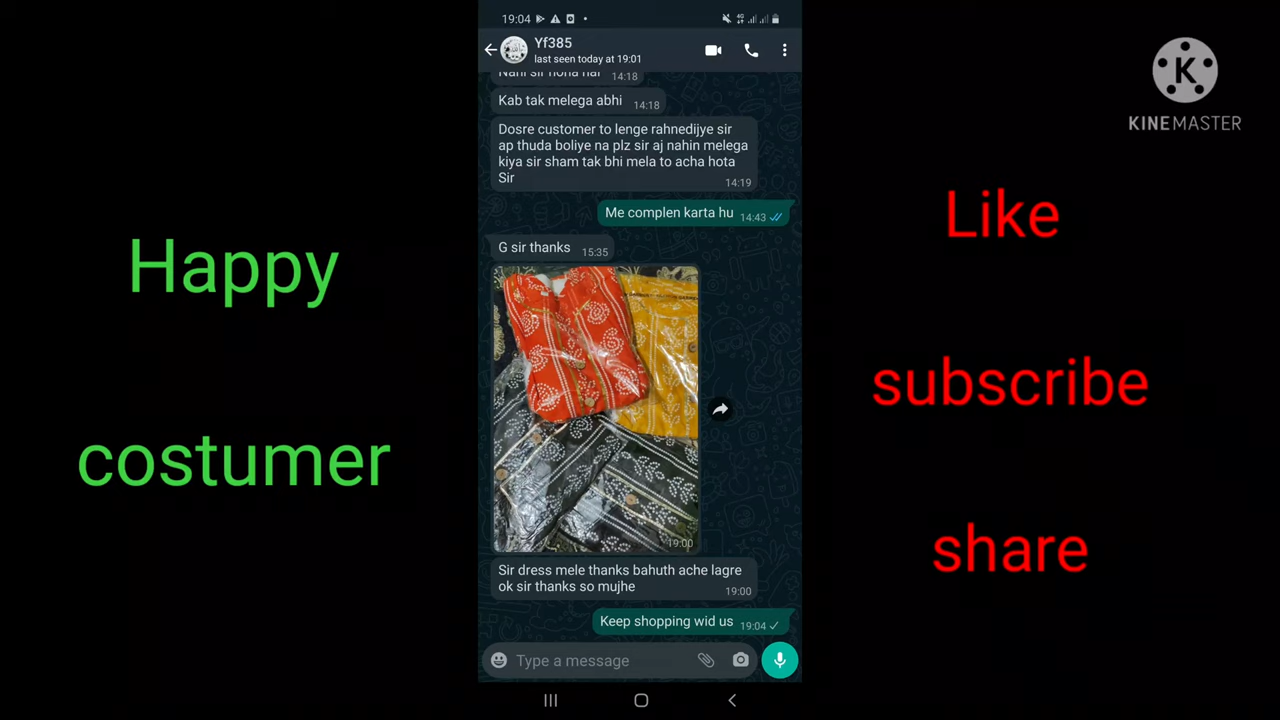 19:04
Yf385
last seen today at 19:01
14:18
Kab tak melega abhi 14:18
Dosre customer to lenge rahnedijye sir
ap thuda boliye na plz sir aj nahin melega
kiya sir sham tak bhi mela to acha hota
Sir
14:19
Me complen karta hu 14:43
G sir thanks 15:35
19:00
Sir dress mele thanks bahuth ache lagre
ok sir thanks so mujhe
19:00
Keep shopping wid us 19:04
Type a message
Happy
costumer
K
KINEMASTER
Like
subscribe
share